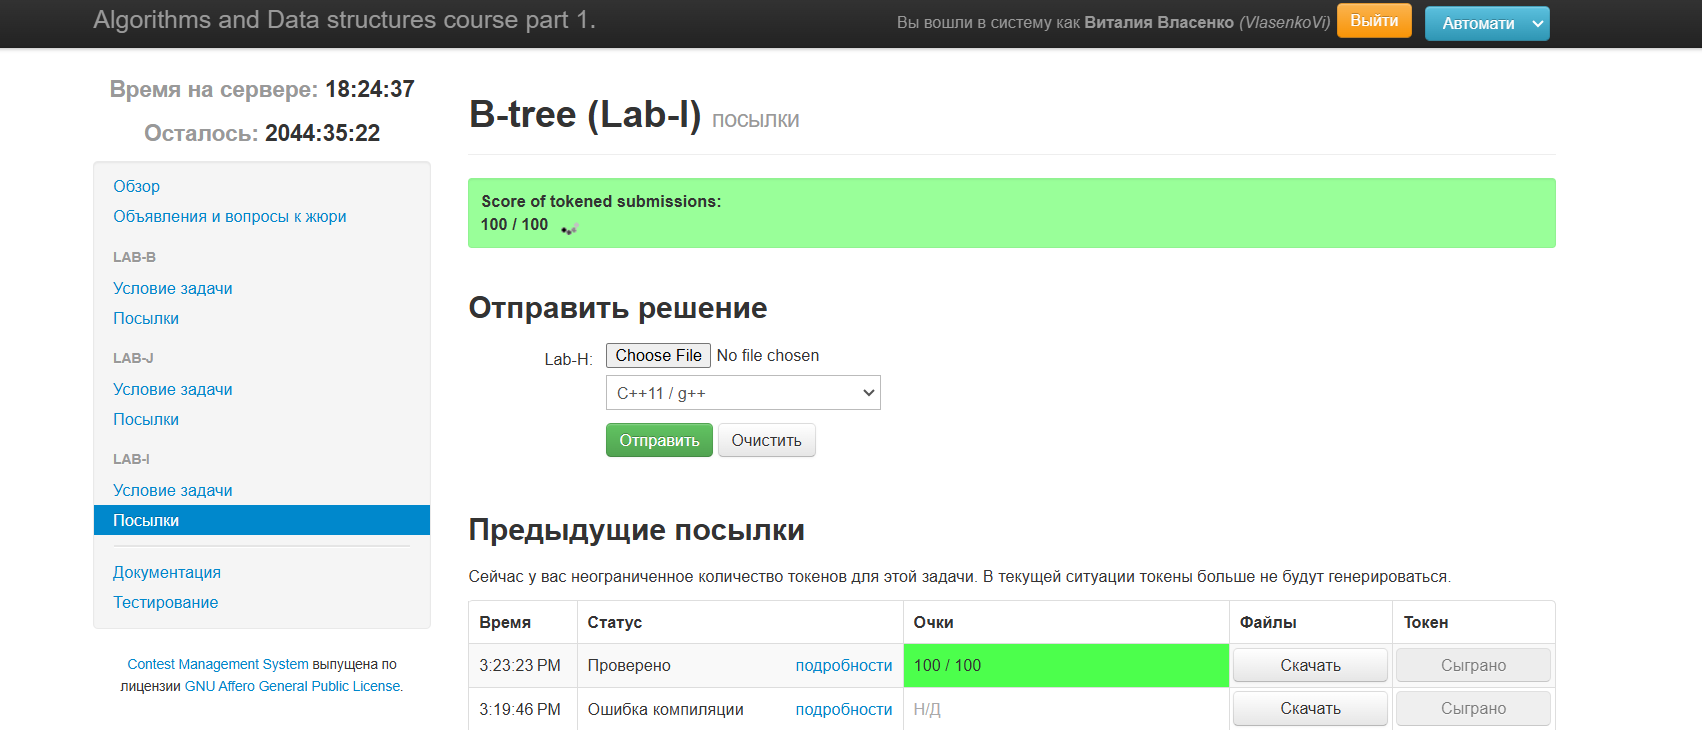 Algorithms and Data structures course part 1.
Вы вошли в систему как Виталия Власенко (VlasenkoVi) Выйти Автомати
Время на сервере: 18:24:37
Осталось: 2044:35:22
Обзор
Объявления и вопросы к жюри
LAB-B
Условие задачи
Посылки
LAB-J
Условие задачи
Посылки
LAB-I
Условие задачи
Посылки
Документация
Тестирование
Contest Management System выпущена по
лицензии GNU Affero General Public License.
B-tree (Lab-I) посылки
Score of tokened submissions:
100 / 100
Отправить решение
Lab-H: Choose File No file chosen
C++11 / g++
Отправить Очистить
Предыдущие посылки
Сейчас у вас неограниченное количество токенов для этой задачи. В текущей ситуации токены больше не будут генерироваться.
Время Статус Очки Файлы Токен
3:23:23 PM Проверено подробности 100 / 100 Скачать Сыграно
3:19:46 PM Ошибка компиляции подробности Н/Д Скачать Сыграно